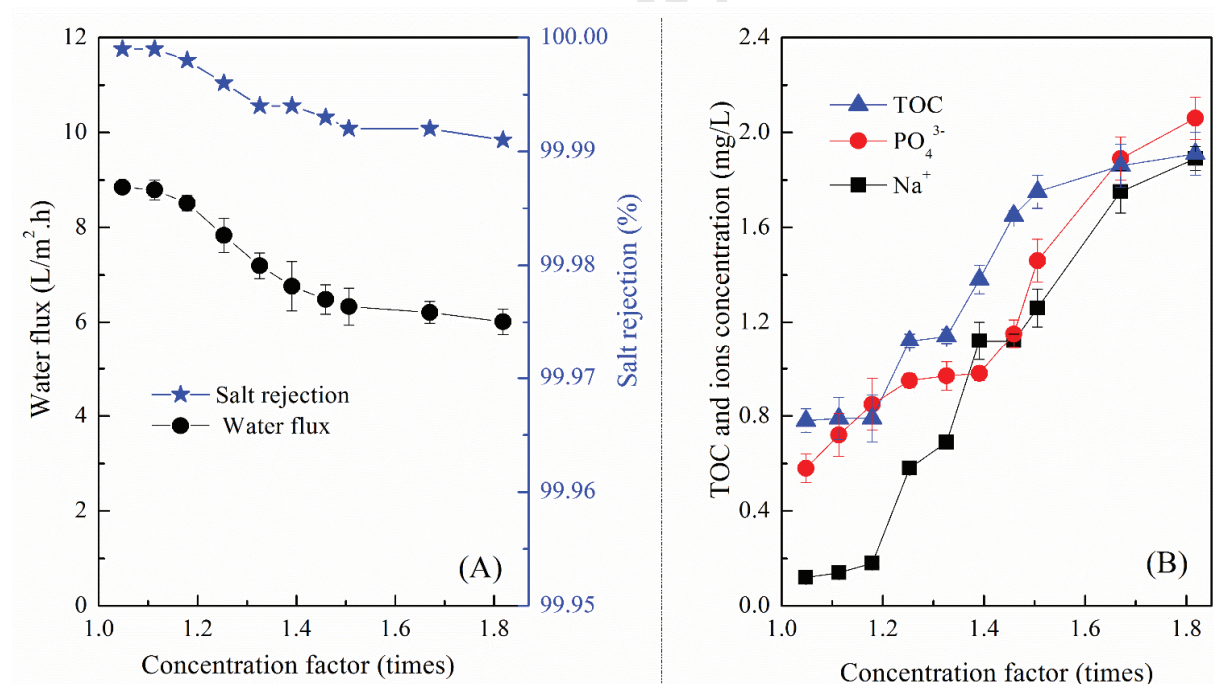 12
10
8
6
4
2
0
Water flux (L/m².h)
100.00
99.99
99.98
99.97
99.96
99.95
Salt rejection (%)
Salt rejection
Water flux
(A)
1.0 1.2 1.4 1.6 1.8
Concentration factor (times)
2.4
2.0
1.6
1.2
0.8
0.4
0.0
TOC and ions concentration (mg/L)
TOC
PO₄³⁻
Na⁺
(B)
1.0 1.2 1.4 1.6 1.8
Concentration factor (times)